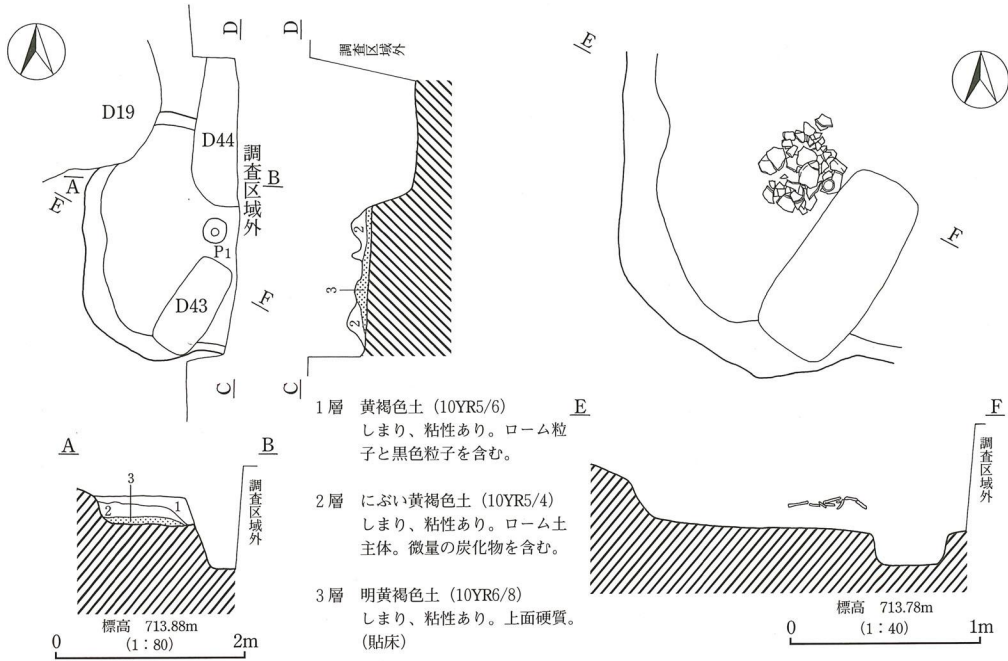 D
D
調査区域外
D19
D44
調査区域外
A
E
B
P1
D43
F
C
C
2
3
2
E
F
1層 黄褐色土（10YR5/6）
しまり、粘性あり。ローム粒
子と黒色粒子を含む。
2層 にぶい黄褐色土（10YR5/4）
しまり、粘性あり。ローム土
主体。微量の炭化物を含む。
3層 明黄褐色土（10YR6/8）
しまり、粘性あり。上面硬質。
（貼床）
A
B
調査区域外
3
2
1
標高 713.88m
（1：80）
0 2m
E
F
調査区域外
標高 713.78m
（1：40）
0 1m